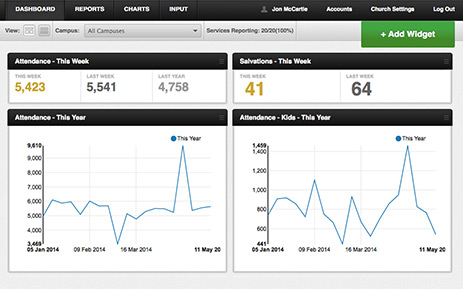 DASHBOARD REPORTS CHARTS INPUT Jon McCartie Accounts Church Settings Log Out
View: Campus: All Campuses Services Reporting: 20/20(100%) + Add Widget
Attendance - This Week
THIS WEEK LAST WEEK LAST YEAR
5,423 5,541 4,758
Salvations - This Week
THIS WEEK LAST WEEK
41 64
Attendance - This Year
This Year
9,610
9,000
8,000
7,000
6,000
5,000
4,000
3,469
05 Jan 2014 09 Feb 2014 16 Mar 2014 11 May 20
Attendance - Kids - This Year
This Year
1,459
1,400
1,200
1,000
800
600
441
05 Jan 2014 09 Feb 2014 16 Mar 2014 11 May 20